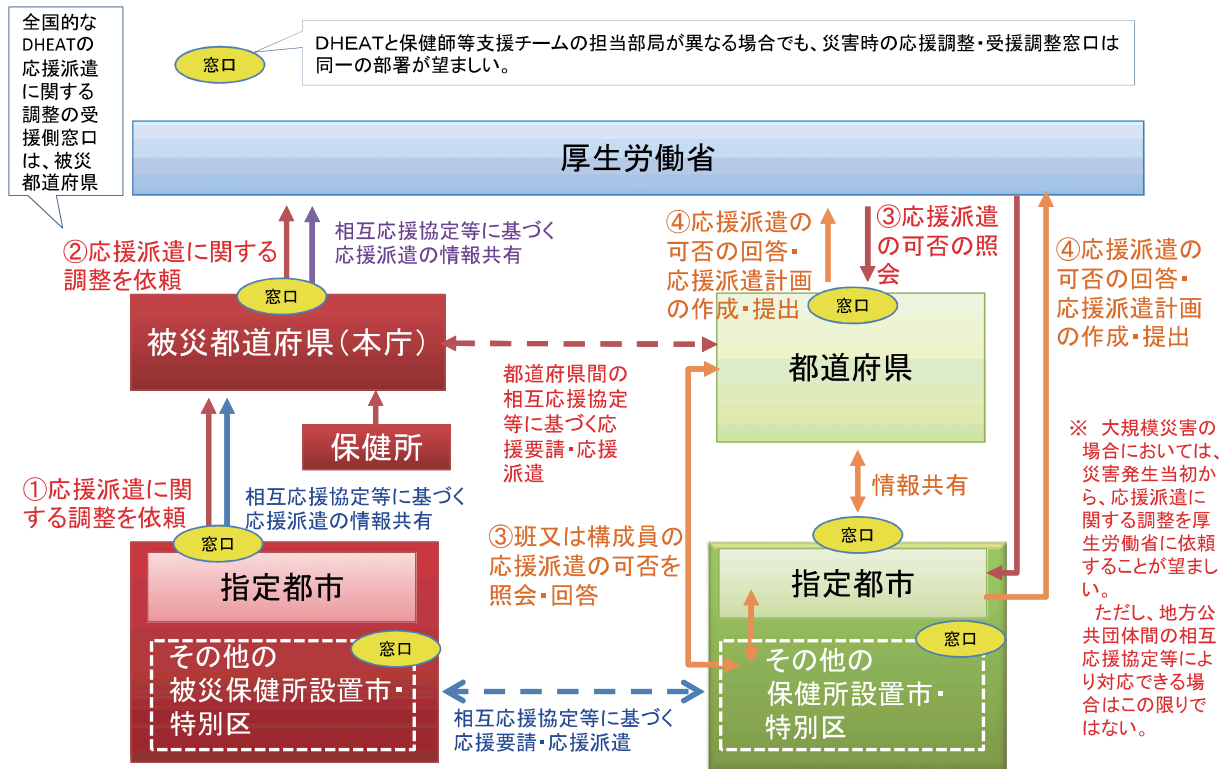 全国的な
DHEATの
応援派遣
に関する
調整の受
援側窓口
は、被災
都道府県
窓口
DHEATと保健師等支援チームの担当部局が異なる場合でも、災害時の応援調整・受援調整窓口は
同一の部署が望ましい。
厚生労働省
②応援派遣に関する
調整を依頼
相互応援協定等に基づく
応援派遣の情報共有
④応援派遣の
可否の回答・
応援派遣計画
の作成・提出
③応援派遣
の可否の照
会
④応援派遣の
可否の回答・
応援派遣計画
の作成・提出
窓口
被災都道府県(本庁)
窓口
都道府県
都道府県間の
相互応援協定
等に基づく応
援要請・応援
派遣
保健所
①応援派遣に関
する調整を依頼
相互応援協定等に基づく
応援派遣の情報共有
情報共有
※ 大規模災害の
場合においては、
災害発生当初か
ら、応援派遣に
関する調整を厚
生労働省に依頼
することが望まし
い。
ただし、地方公
共団体間の相互
応援協定等によ
り対応できる場
合はこの限りで
はない。
窓口
指定都市
③班又は構成員の
応援派遣の可否を
照会・回答
窓口
指定都市
窓口
その他の
被災保健所設置市・
特別区
相互応援協定等に基づく
応援要請・応援派遣
窓口
その他の
保健所設置市・
特別区